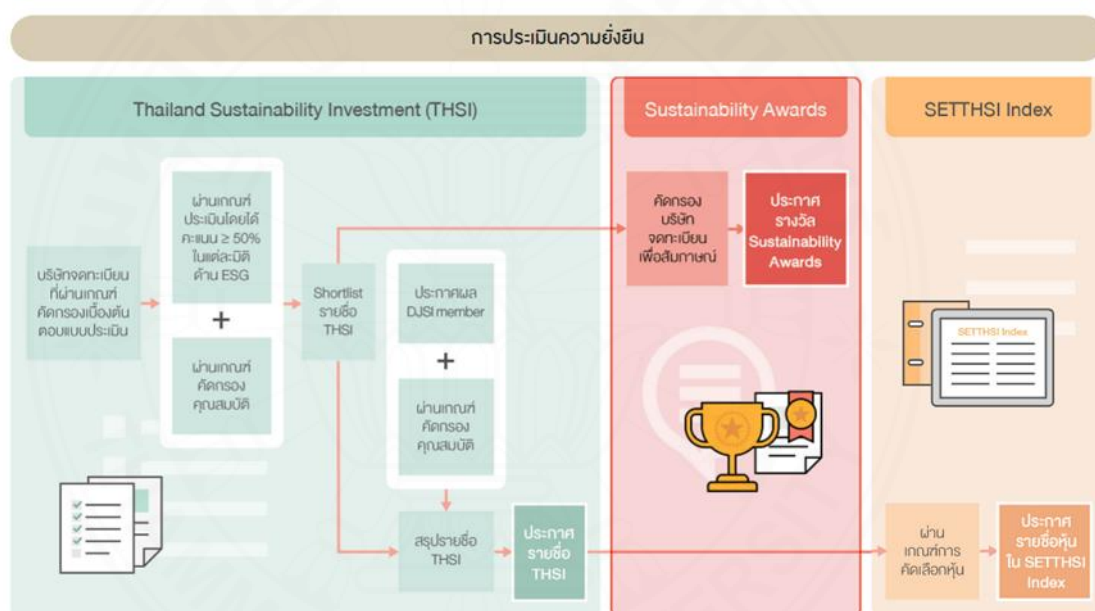 การประเมินความยั่งยืน
Thailand Sustainability Investment (THSI)
บริษัทจดทะเบียน
ที่ผ่านเกณฑ์
คัดกรองเบื้องต้น
ตอบแบบประเมิน
ผ่านเกณฑ์
ประเมินโดยได้
คะแนน ≥ 50%
ในแต่ละมิติ
ด้าน ESG
+
ผ่านเกณฑ์
คัดกรอง
คุณสมบัติ
Shortlist
รายชื่อ
THSI
ประกาศผล
DJSI member
+
ผ่านเกณฑ์
คัดกรอง
คุณสมบัติ
สรุปรายชื่อ
THSI
ประกาศ
รายชื่อ
THSI
Sustainability Awards
คัดกรอง
บริษัท
จดทะเบียน
เพื่อสัมภาษณ์
ประกาศ
รางวัล
Sustainability
Awards
SETTHSI Index
SETTHSI Index
ผ่าน
เกณฑ์การ
คัดเลือกหุ้น
ประกาศ
รายชื่อหุ้น
ใน SETTHSI
Index